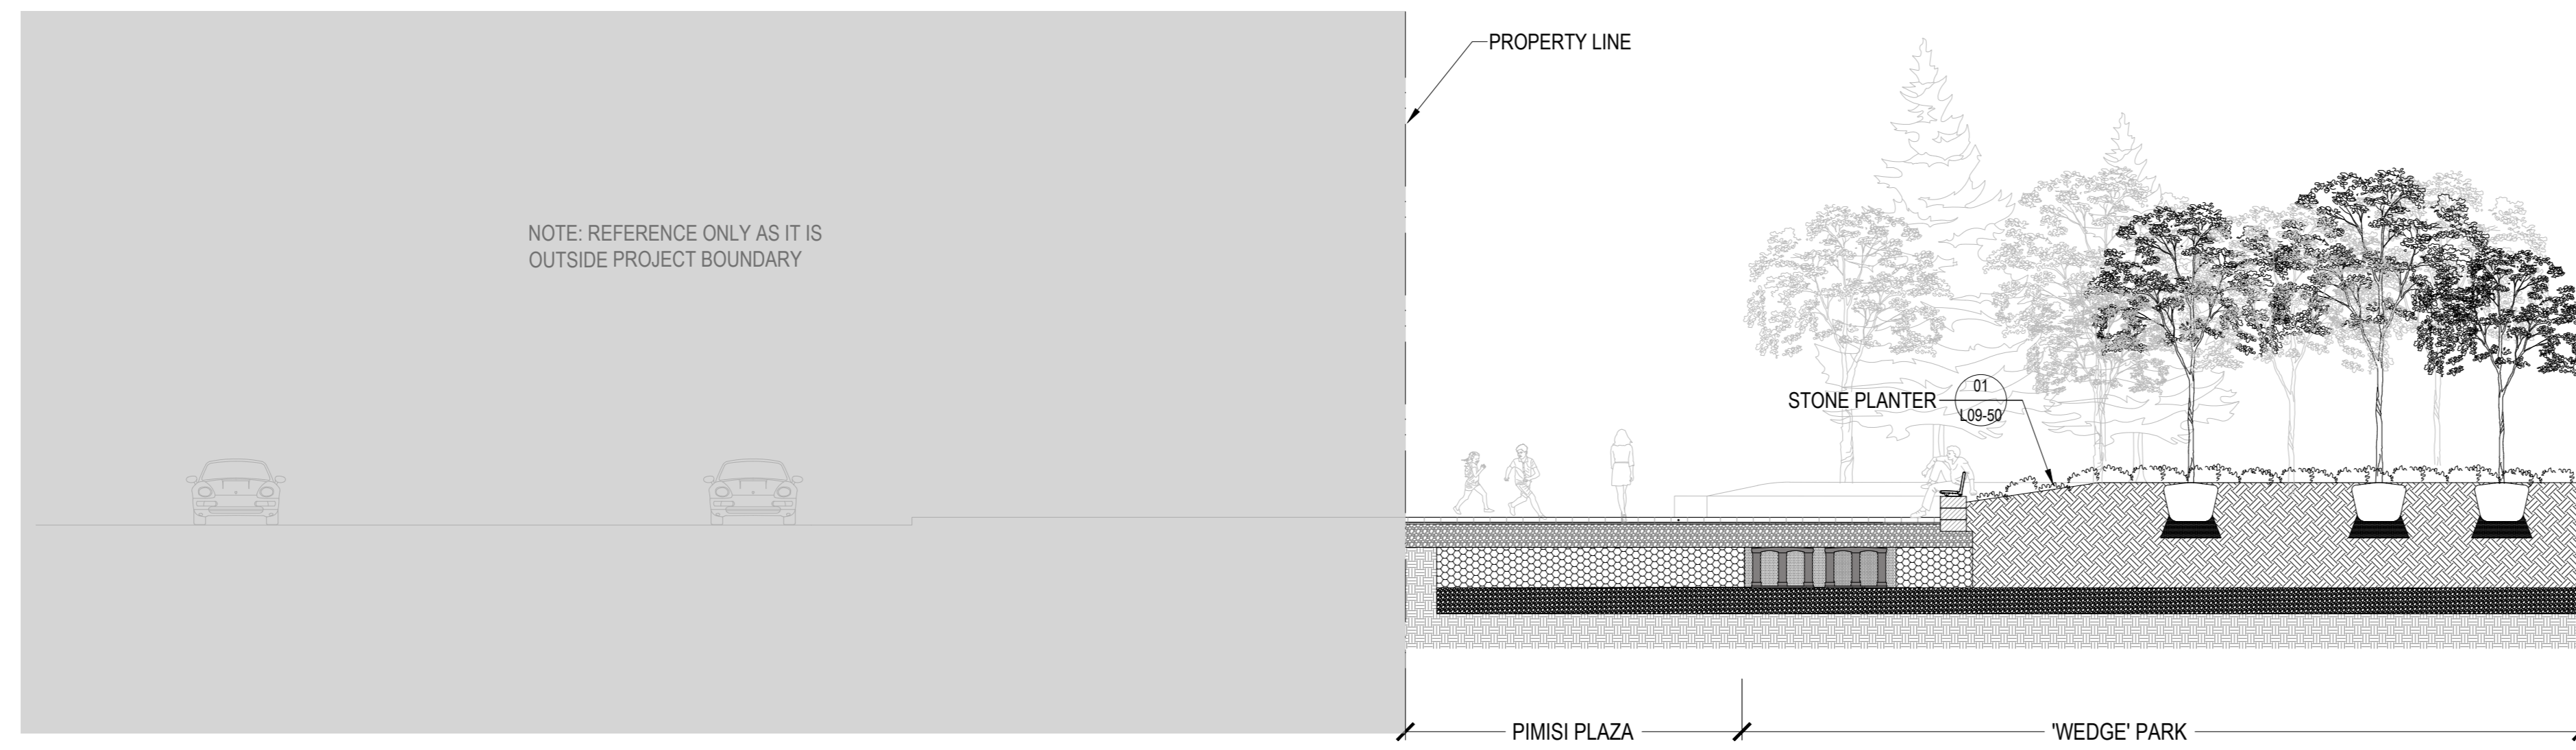 PROPERTY LINE
NOTE: REFERENCE ONLY AS IT IS
OUTSIDE PROJECT BOUNDARY
STONE PLANTER
01
L09-50
PIMISI PLAZA
'WEDGE' PARK